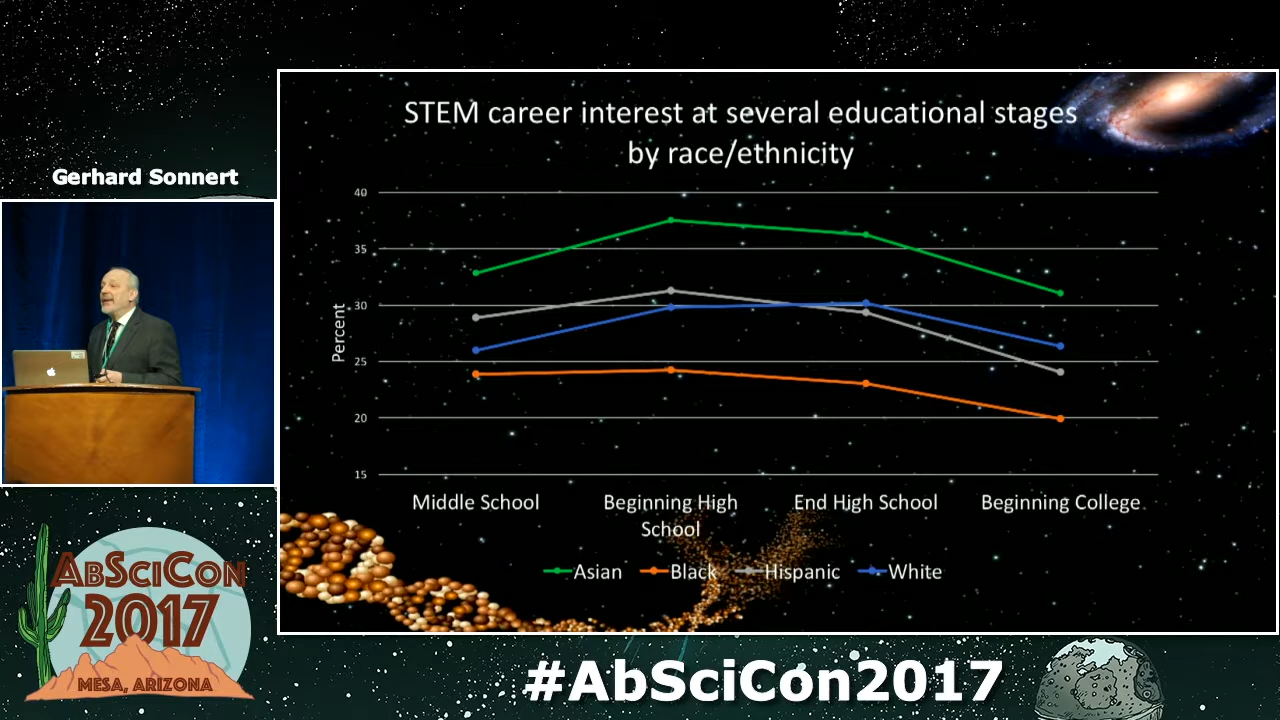 Gerhard Sonnert
STEM career interest at several educational stages
by race/ethnicity
40
35
30
25
20
15
Percent
Middle School
Beginning High
School
End High School
Beginning College
Asian
Black
Hispanic
White
ABSCICON
2017
MESA, ARIZONA
#AbSciCon2017